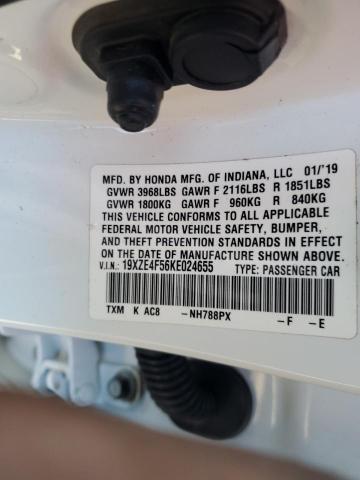 MFD. BY HONDA MFG. OF INDIANA, LLC 01/'19
GVWR 3968LBS GAWR F 2116LBS R 1851LBS
GVWR 1800KG GAWR F 960KG R 840KG
THIS VEHICLE CONFORMS TO ALL APPLICABLE
FEDERAL MOTOR VEHICLE SAFETY, BUMPER,
AND THEFT PREVENTION STANDARDS IN EFFECT
ON THE DATE OF MANUFACTURE SHOWN ABOVE.
V.I.N.: 19XZE4F56KE024655 TYPE: PASSENGER CAR
TXM K AC8 -NH788PX -F -E